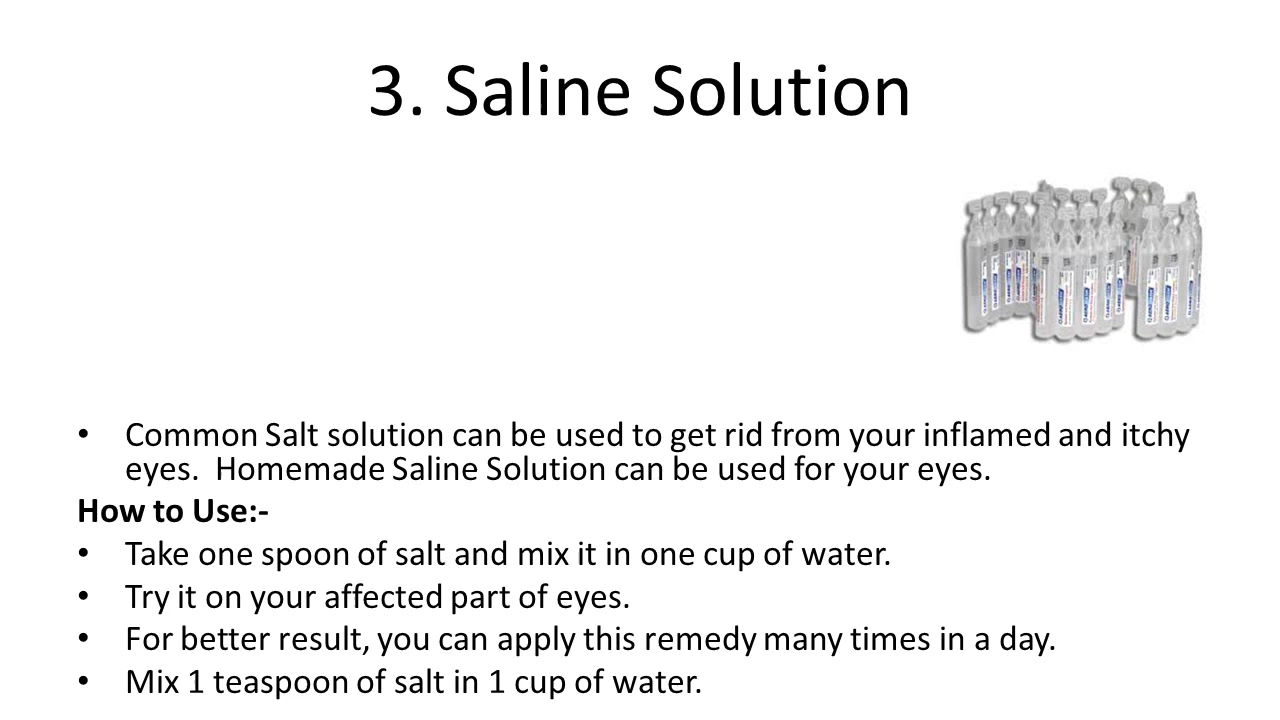 3. Saline Solution
• Common Salt solution can be used to get rid from your inflamed and itchy
eyes.  Homemade Saline Solution can be used for your eyes.
How to Use:-
• Take one spoon of salt and mix it in one cup of water.
• Try it on your affected part of eyes.
• For better result, you can apply this remedy many times in a day.
• Mix 1 teaspoon of salt in 1 cup of water.